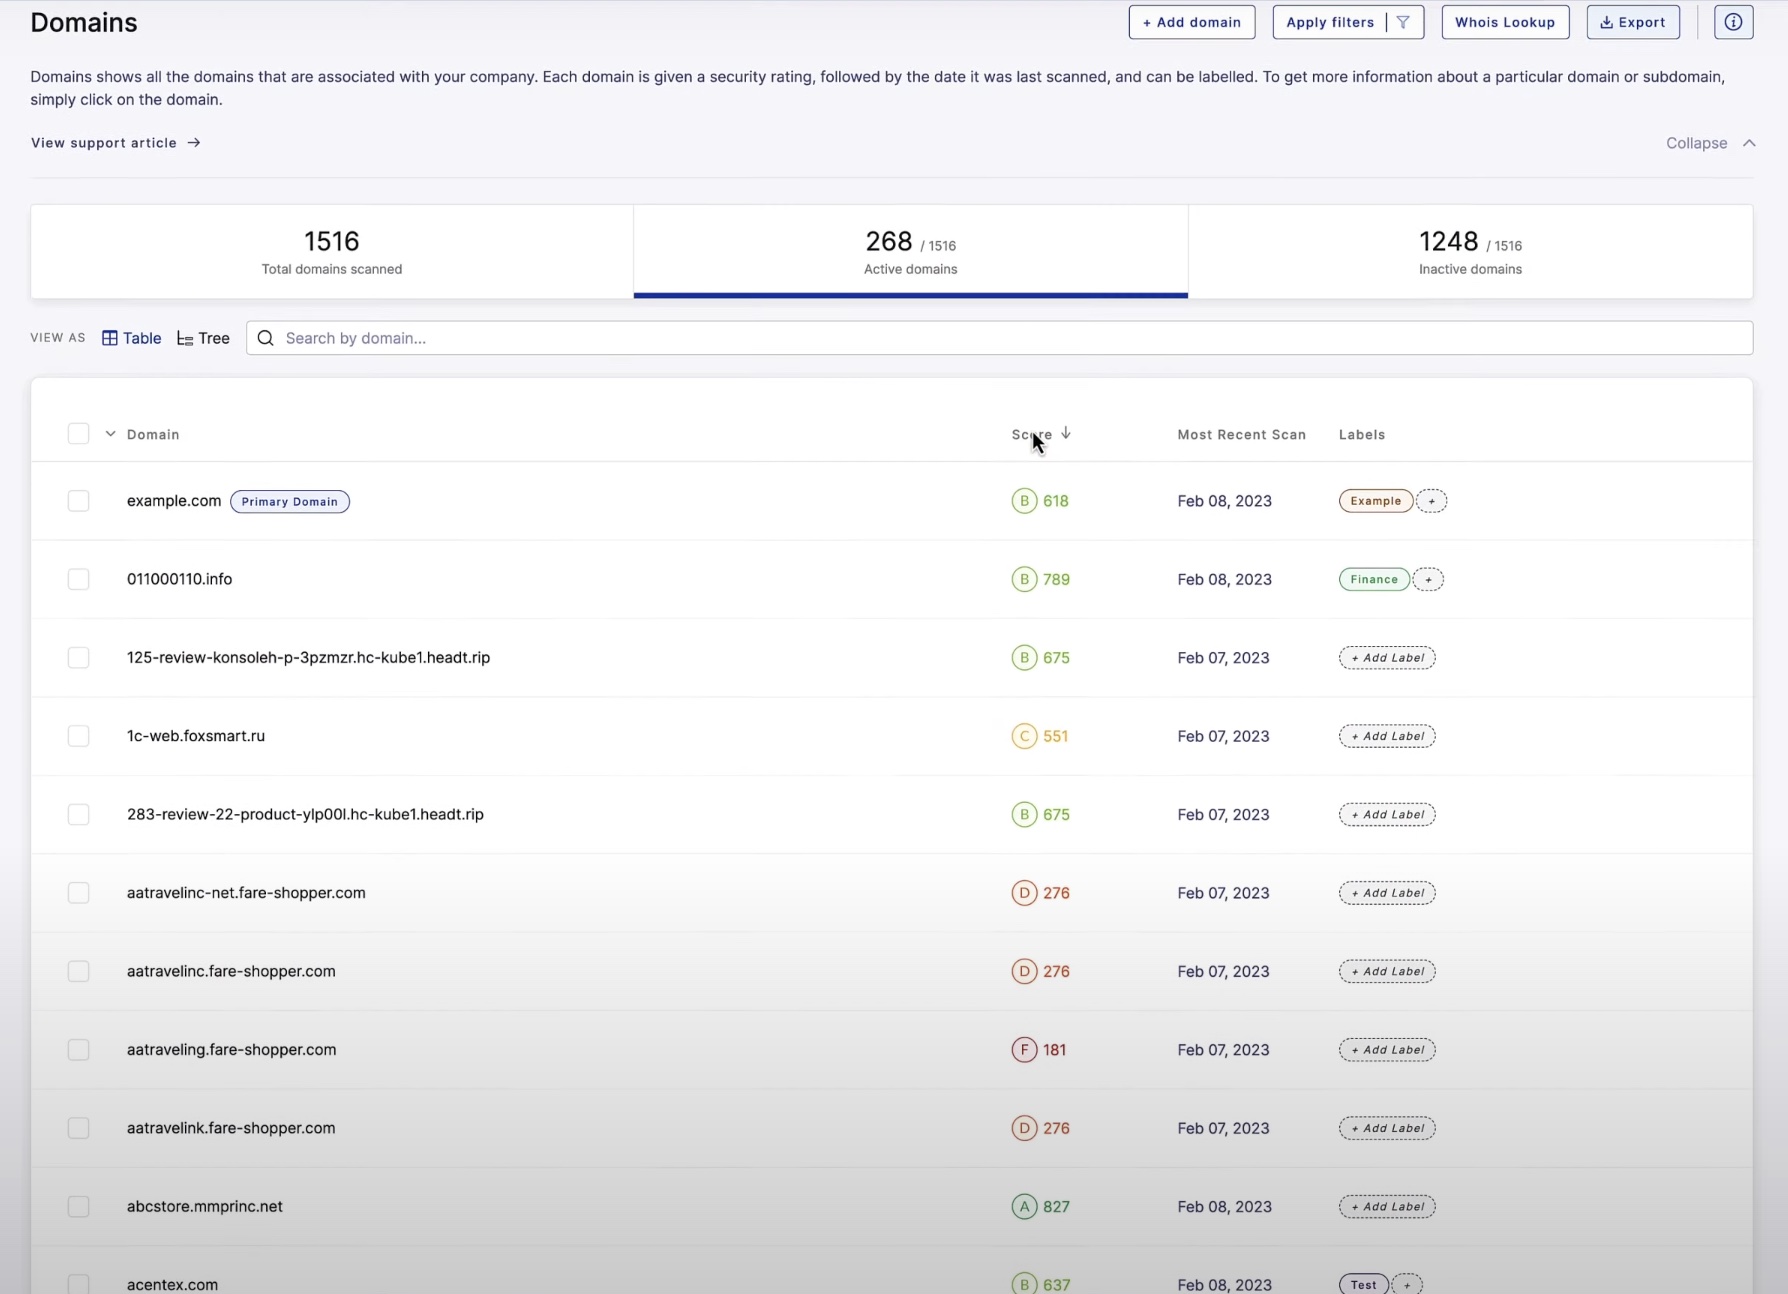 Domains
+ Add domain
Apply filters
Whois Lookup
Export
Domains shows all the domains that are associated with your company. Each domain is given a security rating, followed by the date it was last scanned, and can be labelled. To get more information about a particular domain or subdomain,
simply click on the domain.
View support article →
Collapse
1516
Total domains scanned
268 / 1516
Active domains
1248 / 1516
Inactive domains
VIEW AS Table Tree Search by domain...
Domain Score ↓ Most Recent Scan Labels
example.com Primary Domain B 618 Feb 08, 2023 Example +
011000110.info B 789 Feb 08, 2023 Finance +
125-review-konsoleh-p-3pzmzr.hc-kube1.headt.rip B 675 Feb 07, 2023 + Add Label
1c-web.foxsmart.ru C 551 Feb 07, 2023 + Add Label
283-review-22-product-ylp00l.hc-kube1.headt.rip B 675 Feb 07, 2023 + Add Label
aatravelinc-net.fare-shopper.com D 276 Feb 07, 2023 + Add Label
aatravelinc.fare-shopper.com D 276 Feb 07, 2023 + Add Label
aatraveling.fare-shopper.com F 181 Feb 07, 2023 + Add Label
aatravelink.fare-shopper.com D 276 Feb 07, 2023 + Add Label
abcstore.mmprinc.net A 827 Feb 08, 2023 + Add Label
acentex.com B 637 Feb 08, 2023 Test +